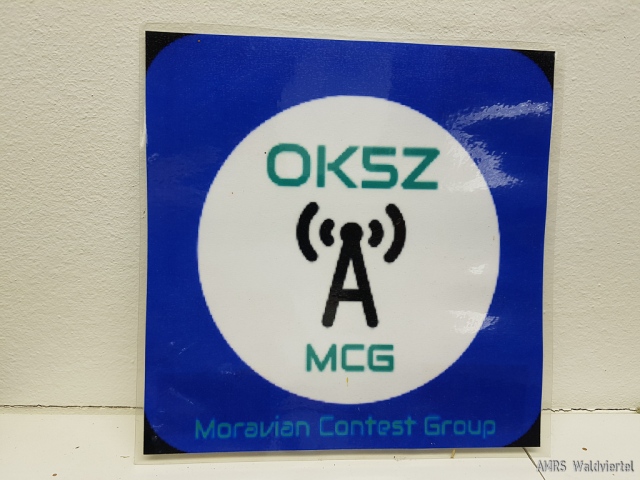 OK5Z
MCG
Moravian Contest Group
AMRS Waldviertel